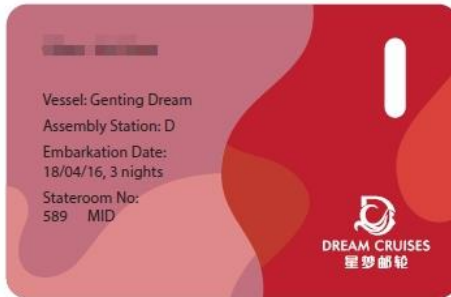 Vessel: Genting Dream
Assembly Station: D
Embarkation Date:
18/04/16, 3 nights
Stateroom No:
589 MID
DREAM CRUISES
星梦邮轮